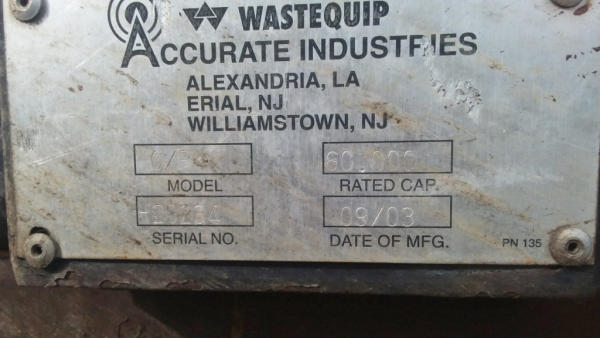 WASTEQUIP
ACCURATE INDUSTRIES
ALEXANDRIA, LA
ERIAL, NJ
WILLIAMSTOWN, NJ
MODEL
RATED CAP.
09/03
SERIAL NO.
DATE OF MFG.
PN 135